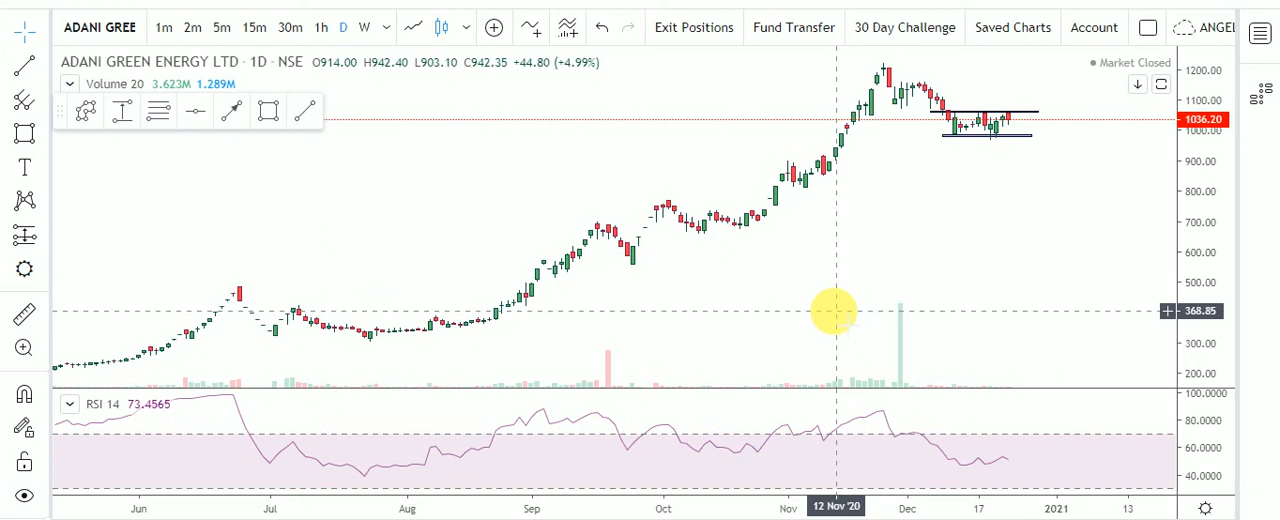 ADANI GREE 1m 2m 5m 15m 30m 1h D W Exit Positions Fund Transfer 30 Day Challenge Saved Charts Account ANGEL
ADANI GREEN ENERGY LTD · 1D · NSE O914.00 H942.40 L903.10 C942.35 +44.80 (+4.99%) Market Closed
Volume 20 3.623M 1.289M
1200.00
1100.00
1036.20
1000.00
900.00
800.00
700.00
600.00
500.00
368.85
300.00
200.00
RSI 14 73.4565
100.0000
80.0000
60.0000
40.0000
Jun Jul Aug Sep Oct Nov 12 Nov '20 Dec 17 2021 13
T